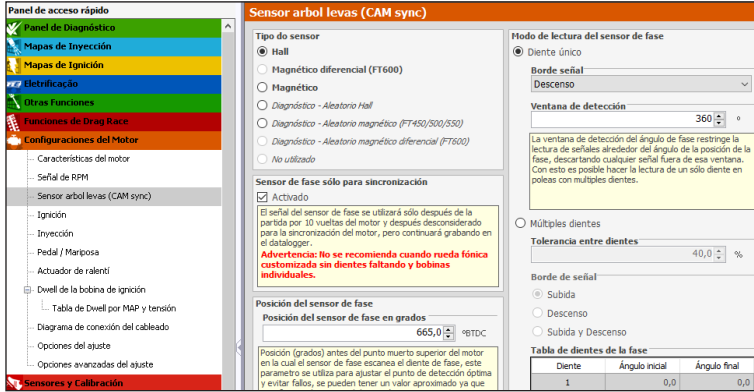 Panel de acceso rápido
Panel de Diagnóstico
Mapas de Inyección
Mapas de Ignición
Eletrificação
Otras Funciones
Funciones de Drag Race
Configuraciones del Motor
Características del motor
Señal de RPM
Sensor arbol levas (CAM sync)
Ignición
Inyección
Pedal / Mariposa
Actuador de ralentí
Dwell de la bobina de ignición
Tabla de Dwell por MAP y tensión
Diagrama de conexión del cableado
Opciones del ajuste
Opciones avanzadas del ajuste
Sensores y Calibración
Sensor arbol levas (CAM sync)
Tipo do sensor
Hall
Magnético diferencial (FT600)
Magnético
Diagnóstico - Aleatorio Hall
Diagnóstico - Aleatorio magnético (FT450/500/550)
Diagnóstico - Aleatorio magnético diferencial (FT600)
No utilizado
Sensor de fase sólo para sincronización
Activado
El señal del sensor de fase se utilizará sólo después de la
partida por 10 vueltas del motor y después desconsiderado
para la sincronización del motor, pero continuará grabando en
el datalogger.
Advertencia: No se recomienda cuando rueda fónica
customizada sin dientes faltando y bobinas
individuales.
Posición del sensor de fase
Posición del sensor de fase en grados
665,0 ºBTDC
Posición (grados) antes del punto muerto superior del motor
en la cual el sensor de fase escanea el diente de fase, este
parametro se utiliza para ajustar el punto de detección óptima
y evitar fallos, se pueden tener un valor aproximado ya que
Modo de lectura del sensor de fase
Diente único
Borde señal
Descenso
Ventana de detección
360 º
La ventana de detección del ángulo de fase restringe la
lectura de señales alrededor del ángulo de la posición de la
fase, descartando cualquier señal fuera de esa ventana.
Con esto es posible hacer la lectura de un sólo diente en
poleas con multiples dientes.
Múltiples dientes
Tolerancia entre dientes
40,0 %
Borde de señal
Subida
Descenso
Subida y Descenso
Tabla de dientes de la fase
Diente Ángulo inicial Ángulo final
1 0,0 0,0